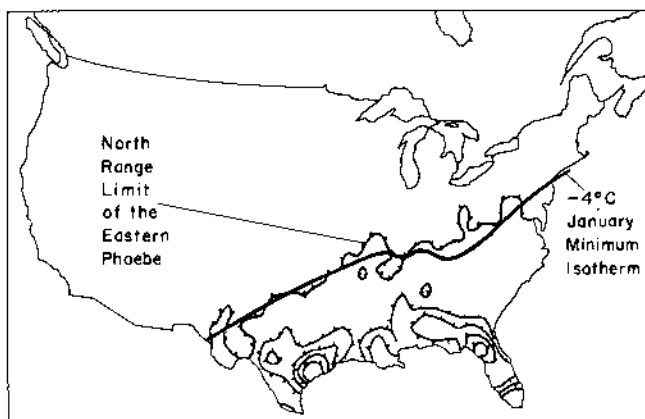 North
Range
Limit
of the
Eastern
Phoebe
-4°C
January
Minimum
Isotherm